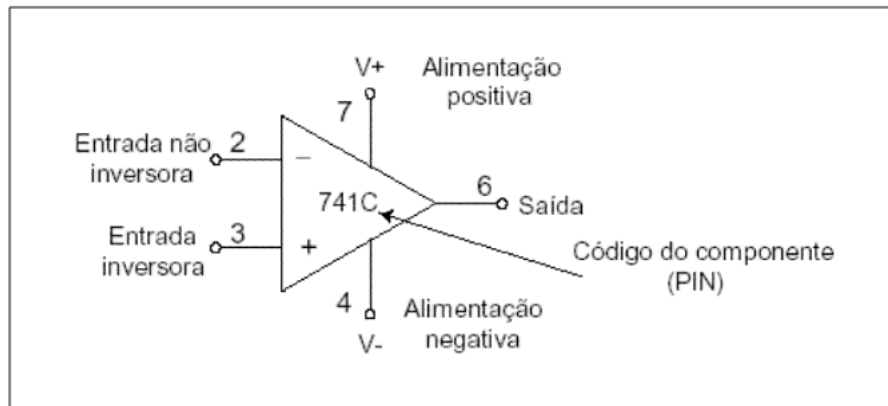 V+
Alimentação
positiva
7
Entrada não
inversora
2
−
741C
6
Saída
Entrada
inversora
3
+
Código do componente
(PIN)
4
Alimentação
negativa
V-